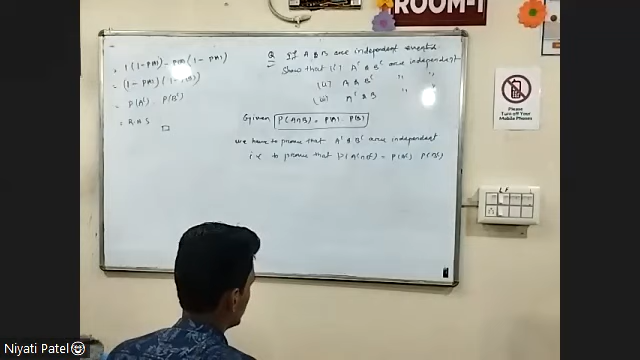 ROOM-1
= 1 (1 - P(A)) - P(B) (1 - P(A))
= (1 - P(A)) (1 - P(B))
= P(A') . P(B')
= R.H.S
Q If A & B are independent events.
Show that (i) A' & B' are independent
(ii) A & B' " "
(iii) A' & B " "
Given P(A∩B) = P(A) . P(B)
we have to prove that A' & B' are independent
i.e to prove that P(A'∩B') = P(A') P(B')
Please
Turn off your
Mobile Phones
LF
Niyati Patel😊